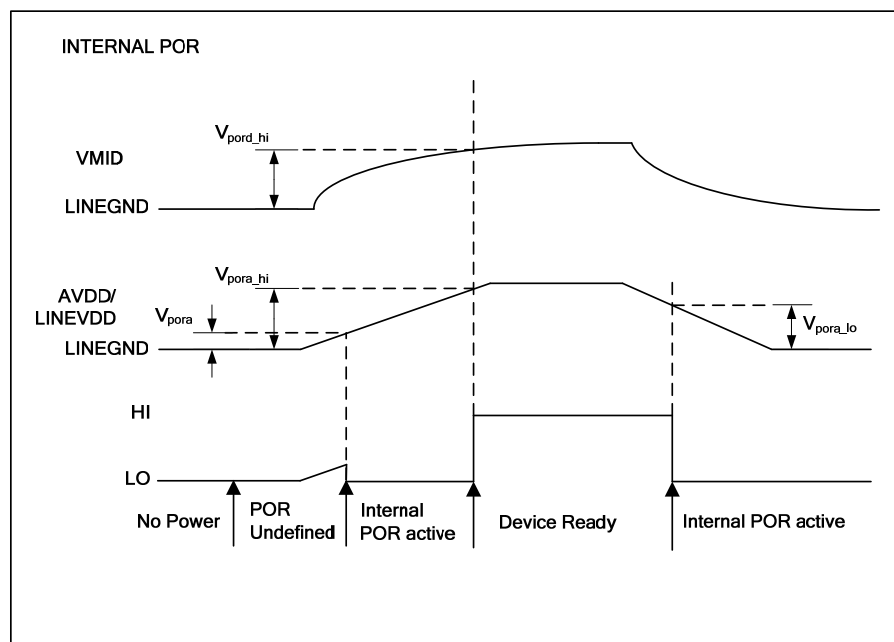 INTERNAL POR
Vpord_hi
VMID
LINEGND
Vpora_hi
AVDD/
LINEVDD
Vpora
LINEGND
Vpora_lo
HI
LO
No Power
POR
Undefined
Internal
POR active
Device Ready
Internal POR active